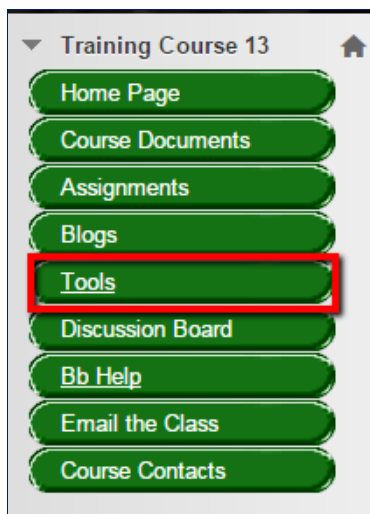 Training Course 13
Home Page
Course Documents
Assignments
Blogs
Tools
Discussion Board
Bb Help
Email the Class
Course Contacts